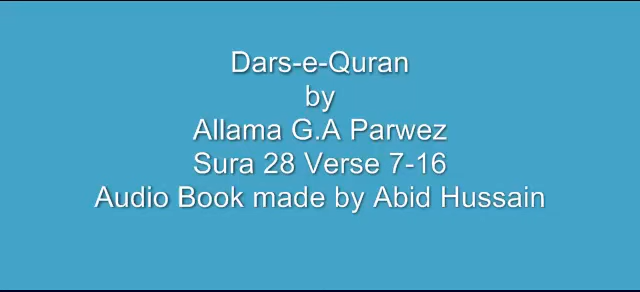 Dars-e-Quran
by
Allama G.A Parwez
Sura 28 Verse 7-16
Audio Book made by Abid Hussain